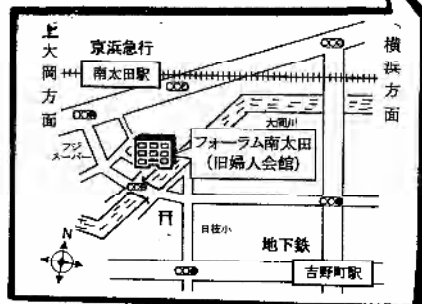 上大岡方面
京浜急行
南太田駅
横浜方面
大岡川
フジ
スーパー
フォーラム南太田
(旧婦人会館)
日枝小
N
地下鉄
吉野町駅